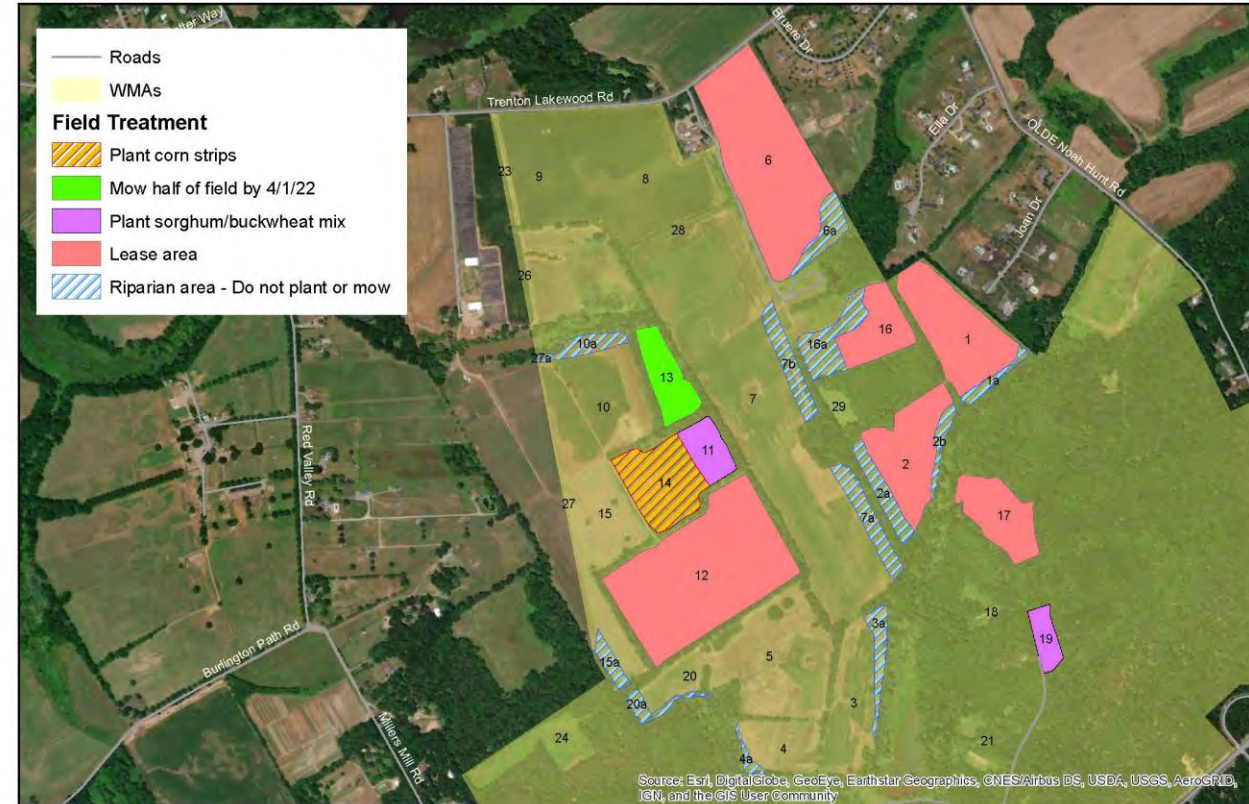 Roads
WMAs
Field Treatment
Plant corn strips
Mow half of field by 4/1/22
Plant sorghum/buckwheat mix
Lease area
Riparian area - Do not plant or mow
Way
Bruere Dr
Trenton Lakewood Rd
Ella Dr
OLDE Noah Hunt Rd
Joan Dr
23
9
8
6
28
6a
26
16
1
10a
27a
16a
7b
1a
13
10
7
29
2b
11
2
14
2a
27
15
7a
17
12
18
19
3a
5
15a
20
20a
3
24
4
4a
21
Red Valley Rd
Burlington Path Rd
Millers Mill Rd
Source: Esri, DigitalGlobe, GeoEye, Earthstar Geographics, CNES/Airbus DS, USDA, USGS, AeroGRID,
IGN, and the GIS User Community